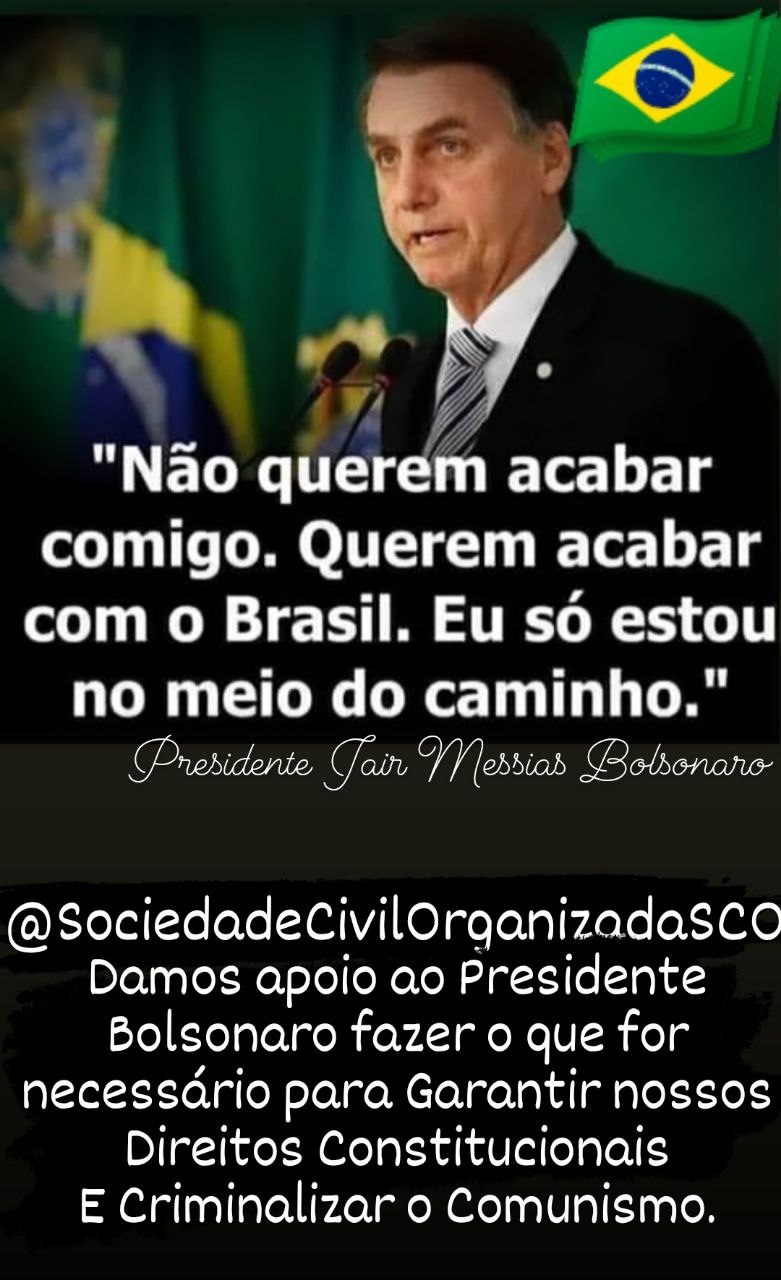 "Não querem acabar
comigo. Querem acabar
com o Brasil. Eu só estou
no meio do caminho."
Presidente Jair Messias Bolsonaro
@SociedadeCivilOrganizadaSCO
Damos apoio ao Presidente
Bolsonaro fazer o que for
necessário para Garantir nossos
Direitos Constitucionais
E Criminalizar o Comunismo.